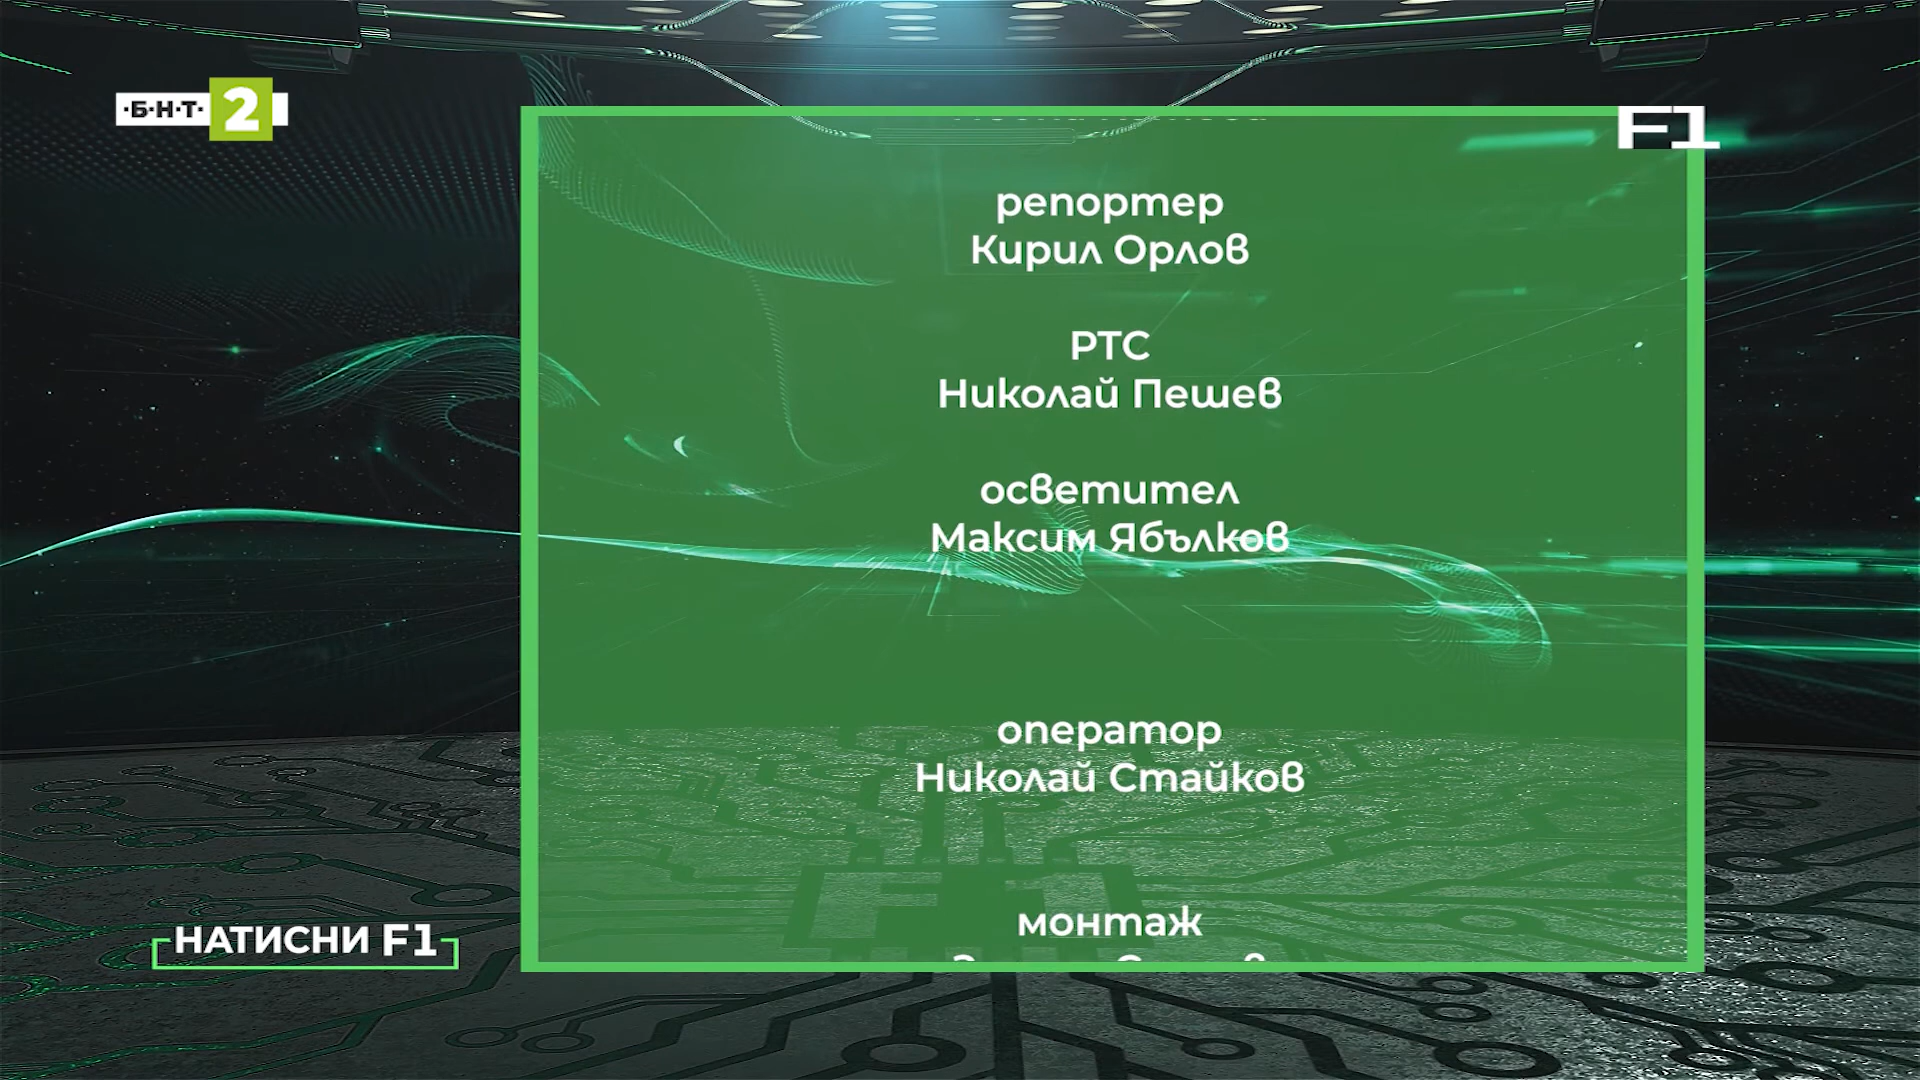 ·Б·Н·Т· 2
F1
репортер
Кирил Орлов
РТС
Николай Пешев
осветител
Максим Ябълков
оператор
Николай Стайков
монтаж
НАТИСНИ F1